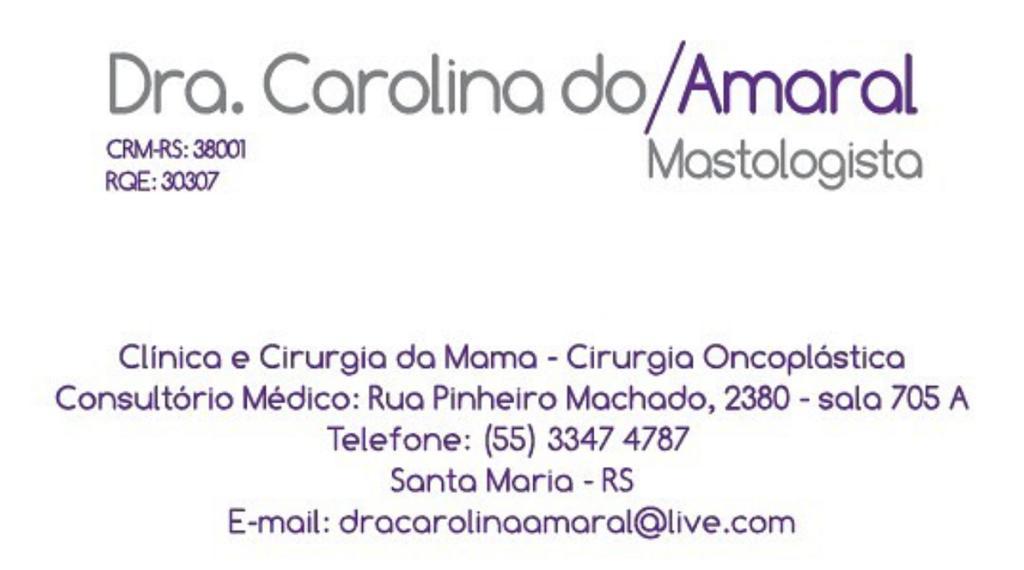 Dra. Carolina do/Amaral
CRM-RS: 38001
RQE: 30307
Mastologista
Clínica e Cirurgia da Mama - Cirurgia Oncoplástica
Consultório Médico: Rua Pinheiro Machado, 2380 - sala 705 A
Telefone: (55) 3347 4787
Santa Maria - RS
E-mail: dracarolinaamaral@live.com